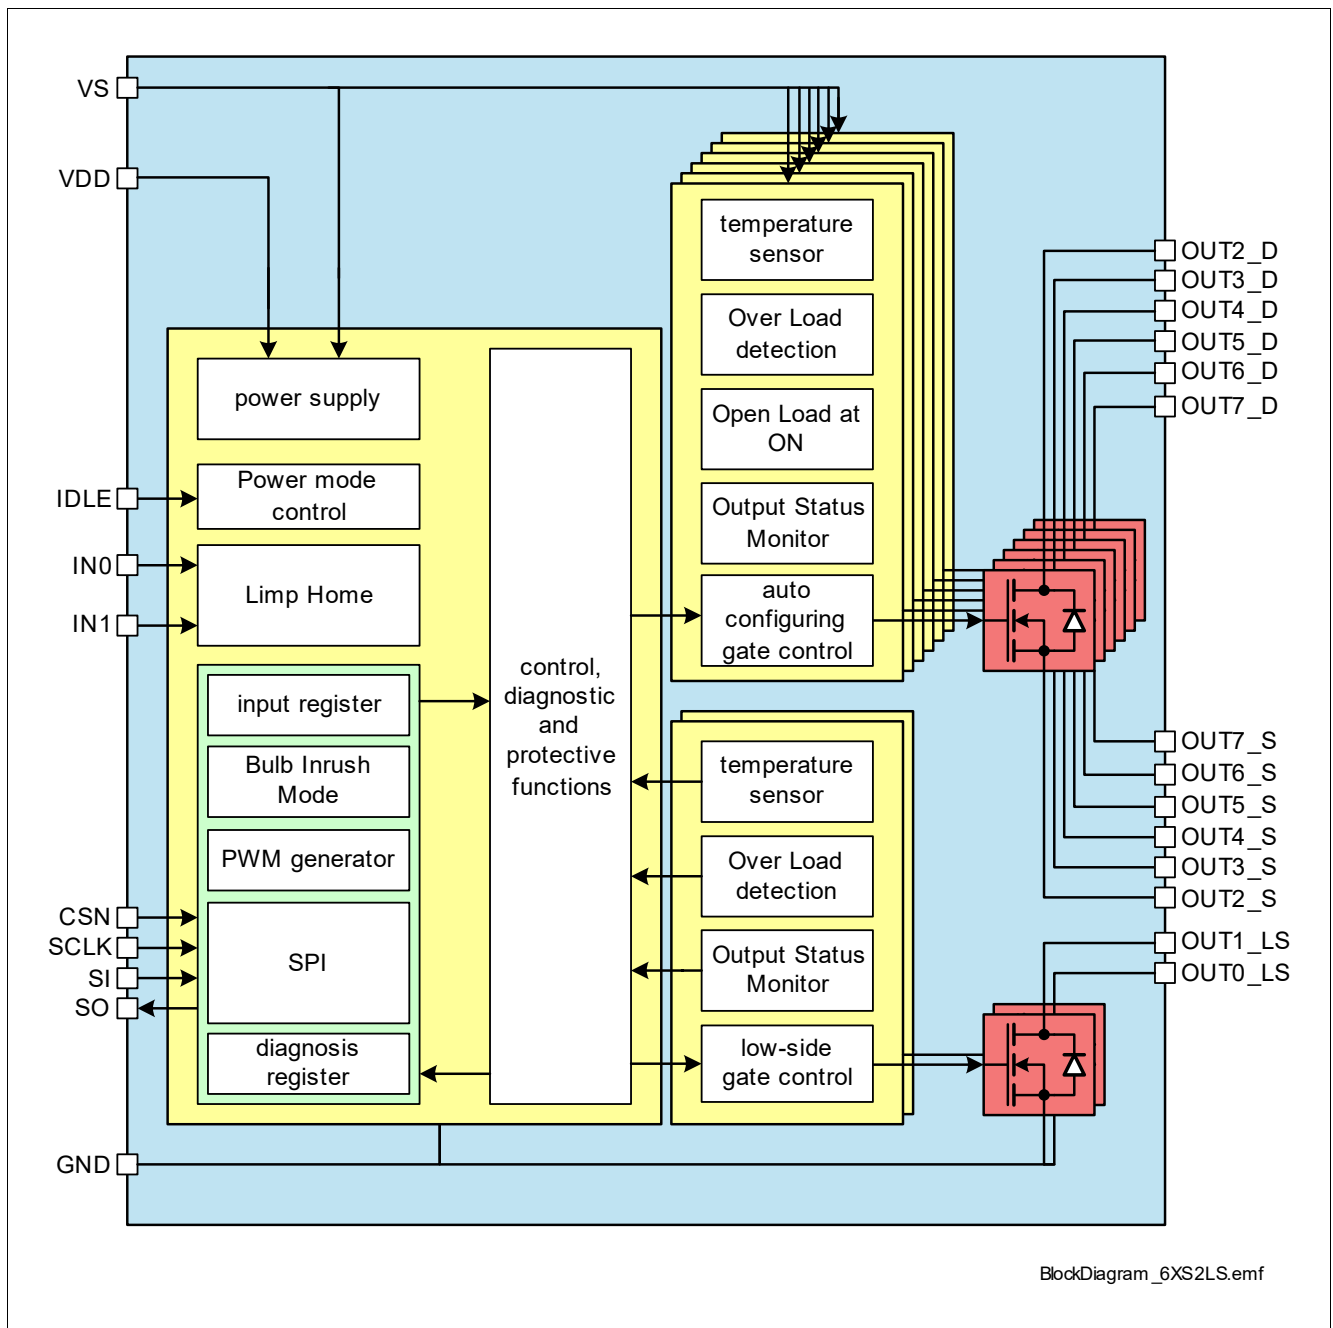 VS
VDD
IDLE
IN0
IN1
CSN
SCLK
SI
SO
GND
power supply
Power mode
control
Limp Home
input register
Bulb Inrush
Mode
PWM generator
SPI
diagnosis
register
control,
diagnostic
and
protective
functions
temperature
sensor
Over Load
detection
Open Load at
ON
Output Status
Monitor
auto
configuring
gate control
temperature
sensor
Over Load
detection
Output Status
Monitor
low-side
gate control
OUT2_D
OUT3_D
OUT4_D
OUT5_D
OUT6_D
OUT7_D
OUT7_S
OUT6_S
OUT5_S
OUT4_S
OUT3_S
OUT2_S
OUT1_LS
OUT0_LS
BlockDiagram_6XS2LS.emf